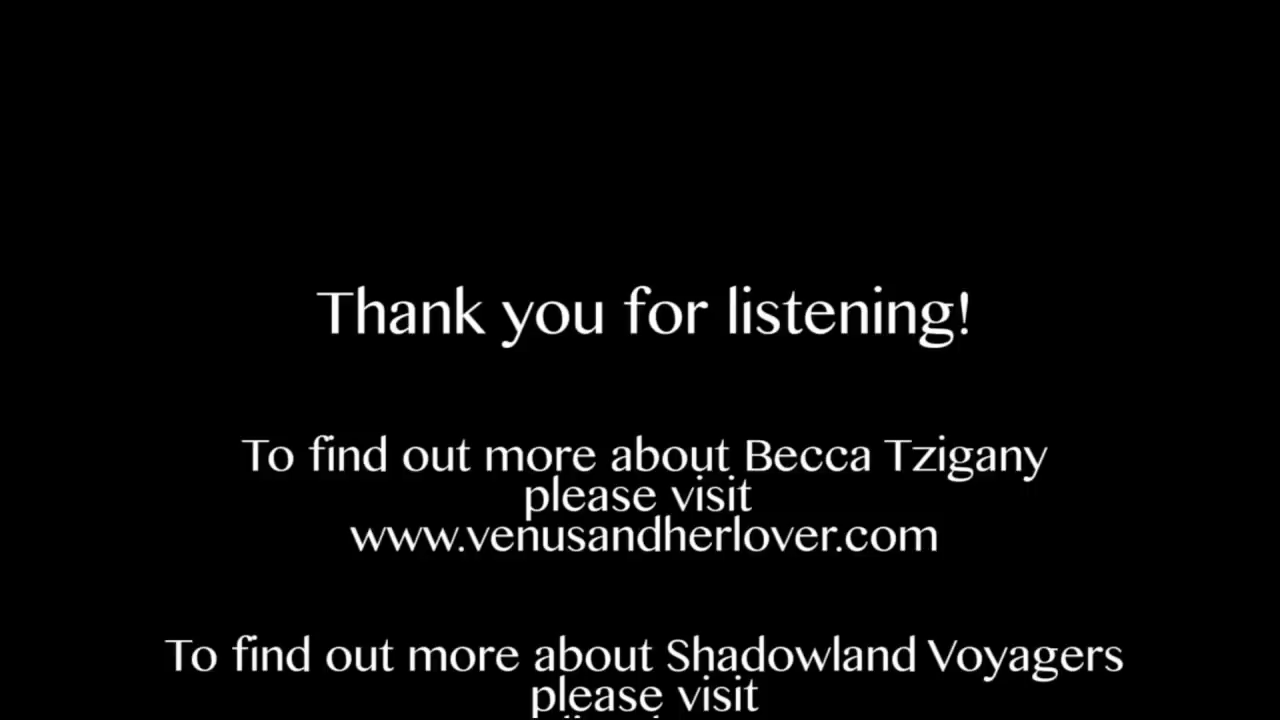 Thank you for listening!
To find out more about Becca Tzigany
please visit
www.venusandherlover.com
To find out more about Shadowland Voyagers
please visit